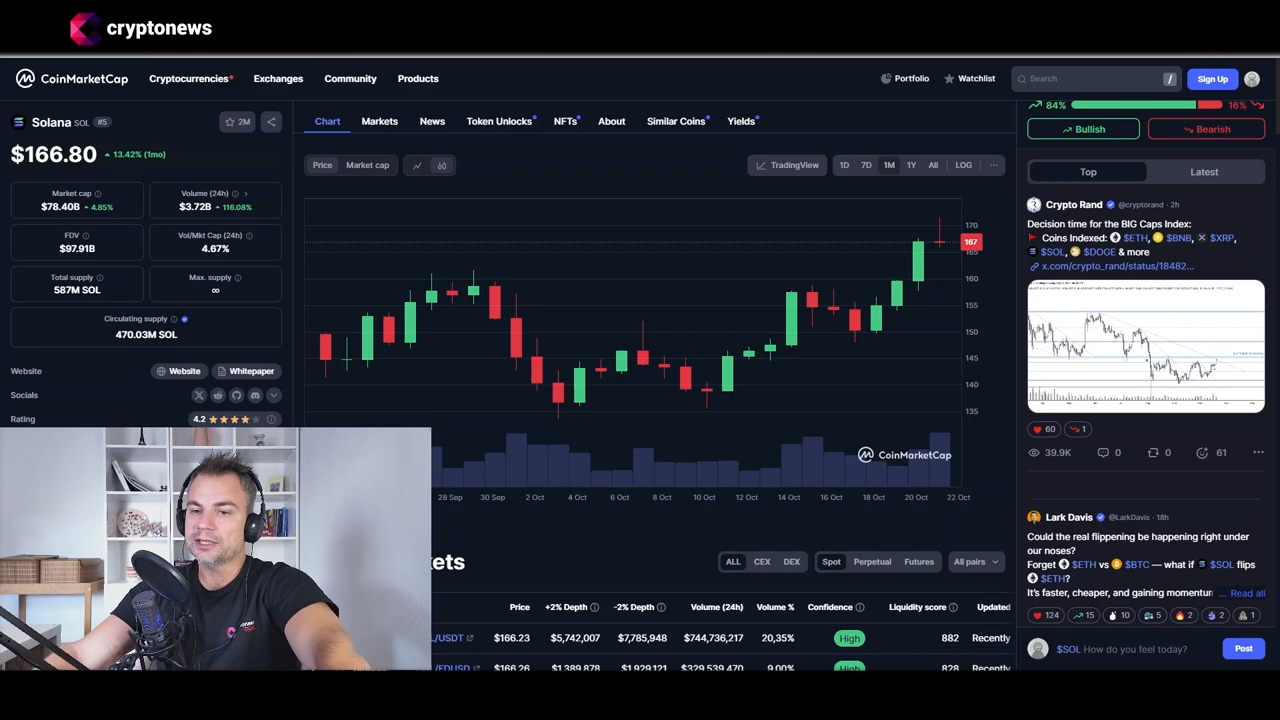 cryptonews
CoinMarketCap Cryptocurrencies Exchanges Community Products Portfolio Watchlist Search / Sign Up
Solana SOL #5 2M
$166.80 13.42% (1mo)
Market cap
$78.40B 4.85%
Volume (24h)
$3.72B 116.08%
FDV
$97.91B
Vol/Mkt Cap (24h)
4.67%
Total supply
587M SOL
Max. supply
∞
Circulating supply
470.03M SOL
Website Website Whitepaper
Socials
Rating 4.2
Chart Markets News Token Unlocks NFTs About Similar Coins Yields
Price Market cap TradingView 1D 7D 1M 1Y All LOG ...
170
167
165
160
155
150
145
140
135
CoinMarketCap
28 Sep 30 Sep 2 Oct 4 Oct 6 Oct 8 Oct 10 Oct 12 Oct 14 Oct 16 Oct 18 Oct 20 Oct 22 Oct
kets ALL CEX DEX Spot Perpetual Futures All pairs
Price +2% Depth -2% Depth Volume (24h) Volume % Confidence Liquidity score Updated
L/USDT $166.23 $5,742,007 $7,785,948 $744,736,217 20,35% High 882 Recently
/FDUSD $166.26 $1,389,878 $1,929,121 $329,539,470 9.00% High 828 Recently
84% 16%
Bullish Bearish
Top Latest
Crypto Rand @cryptorand · 2h
Decision time for the BIG Caps Index:
Coins Indexed: $ETH, $BNB, $XRP,
$SOL, $DOGE & more
x.com/crypto_rand/status/18482...
60 1
39.9K 0 0 61 ...
Lark Davis @LarkDavis · 18h
Could the real flippening be happening right under
our noses?
Forget $ETH vs $BTC — what if $SOL flips
$ETH?
It's faster, cheaper, and gaining momentun ... Read all
124 15 10 5 2 2 1
$SOL How do you feel today? Post